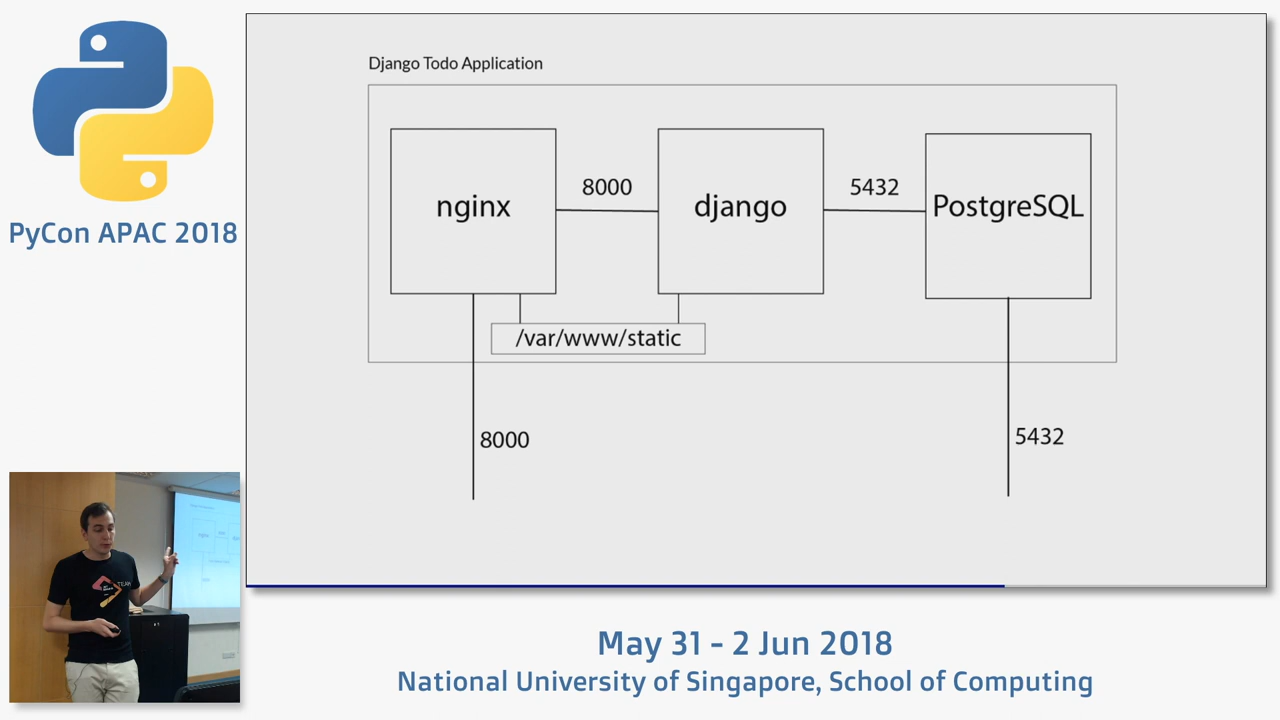 PyCon APAC 2018
Django Todo Application
nginx
8000
django
5432
PostgreSQL
/var/www/static
8000
5432
May 31 - 2 Jun 2018
National University of Singapore, School of Computing